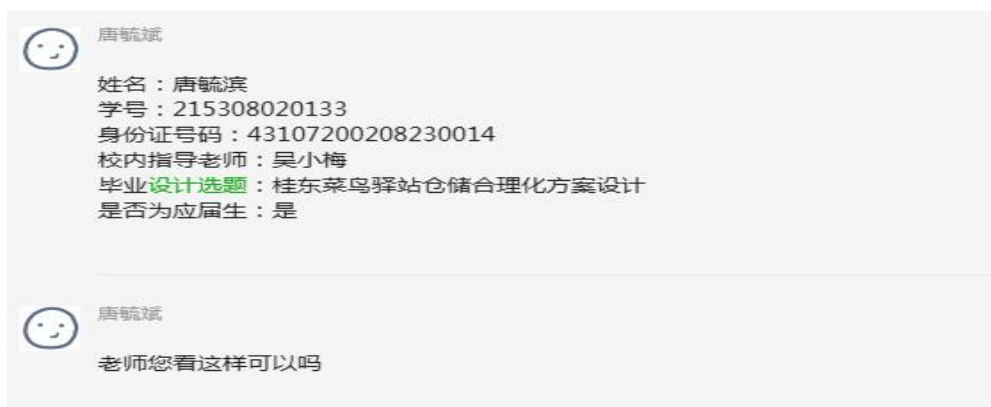 唐毓斌
姓名：唐毓滨
学号：215308020133
身份证号码：43107200208230014
校内指导老师：吴小梅
毕业设计选题：桂东菜鸟驿站仓储合理化方案设计
是否为应届生：是
唐毓斌
老师您看这样可以吗